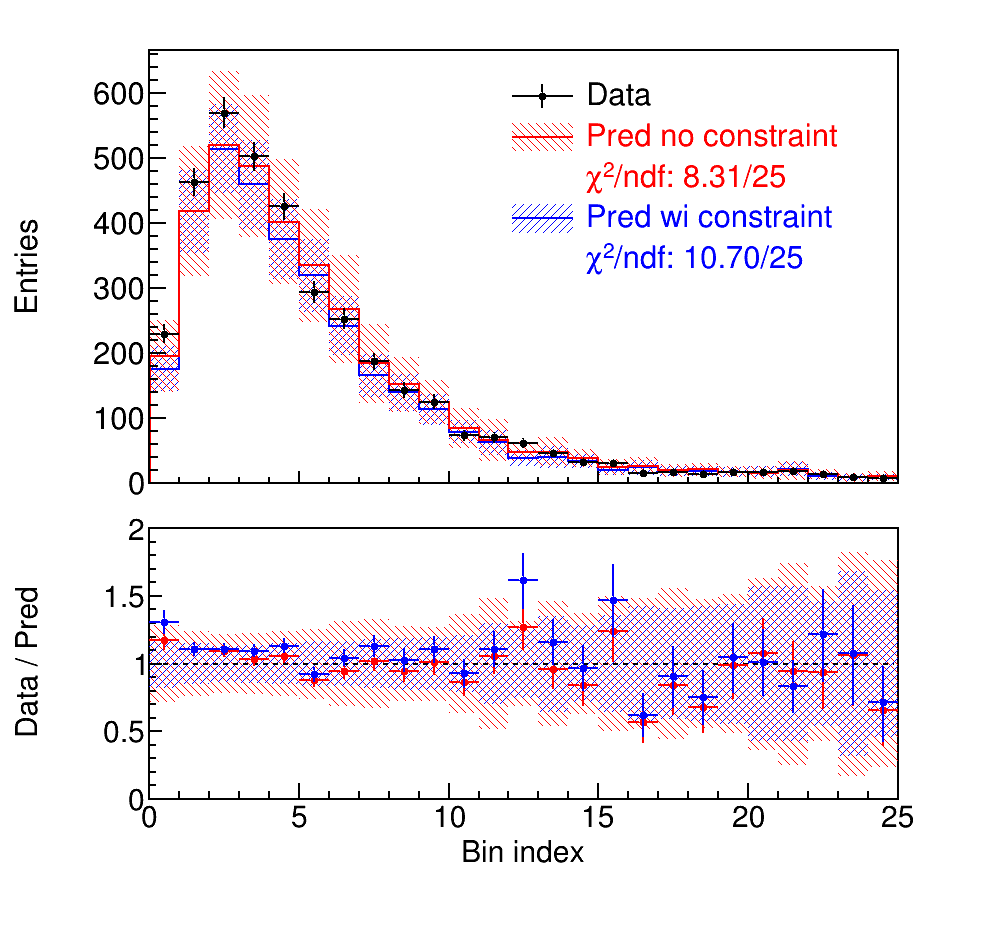 600
500
400
300
200
100
0
Entries
Data
Pred no constraint
χ²/ndf: 8.31/25
Pred wi constraint
χ²/ndf: 10.70/25
2
1.5
1
0.5
0
Data / Pred
0 5 10 15 20 25
Bin index